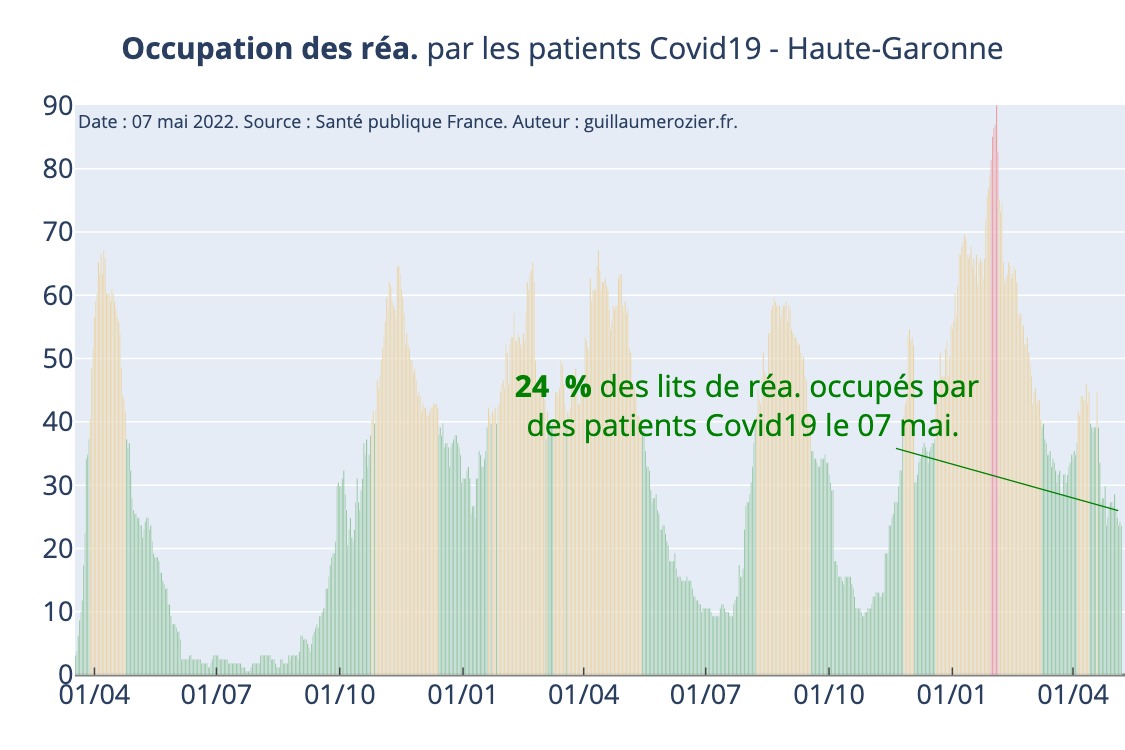 Occupation des réa. par les patients Covid19 - Haute-Garonne
90
Date : 07 mai 2022. Source : Santé publique France. Auteur : guillaumerozier.fr.
80
70
60
50
24 % des lits de réa. occupés par
des patients Covid19 le 07 mai.
40
30
20
10
0
01/04 01/07 01/10 01/01 01/04 01/07 01/10 01/01 01/04